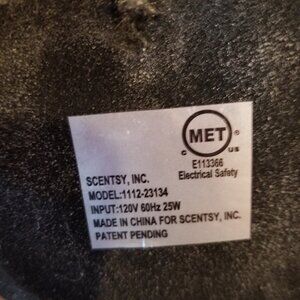 MET ®
C US
E113366
Electrical Safety
SCENTSY, INC.
MODEL:1112-23134
INPUT:120V 60Hz 25W
MADE IN CHINA FOR SCENTSY, INC.
PATENT PENDING